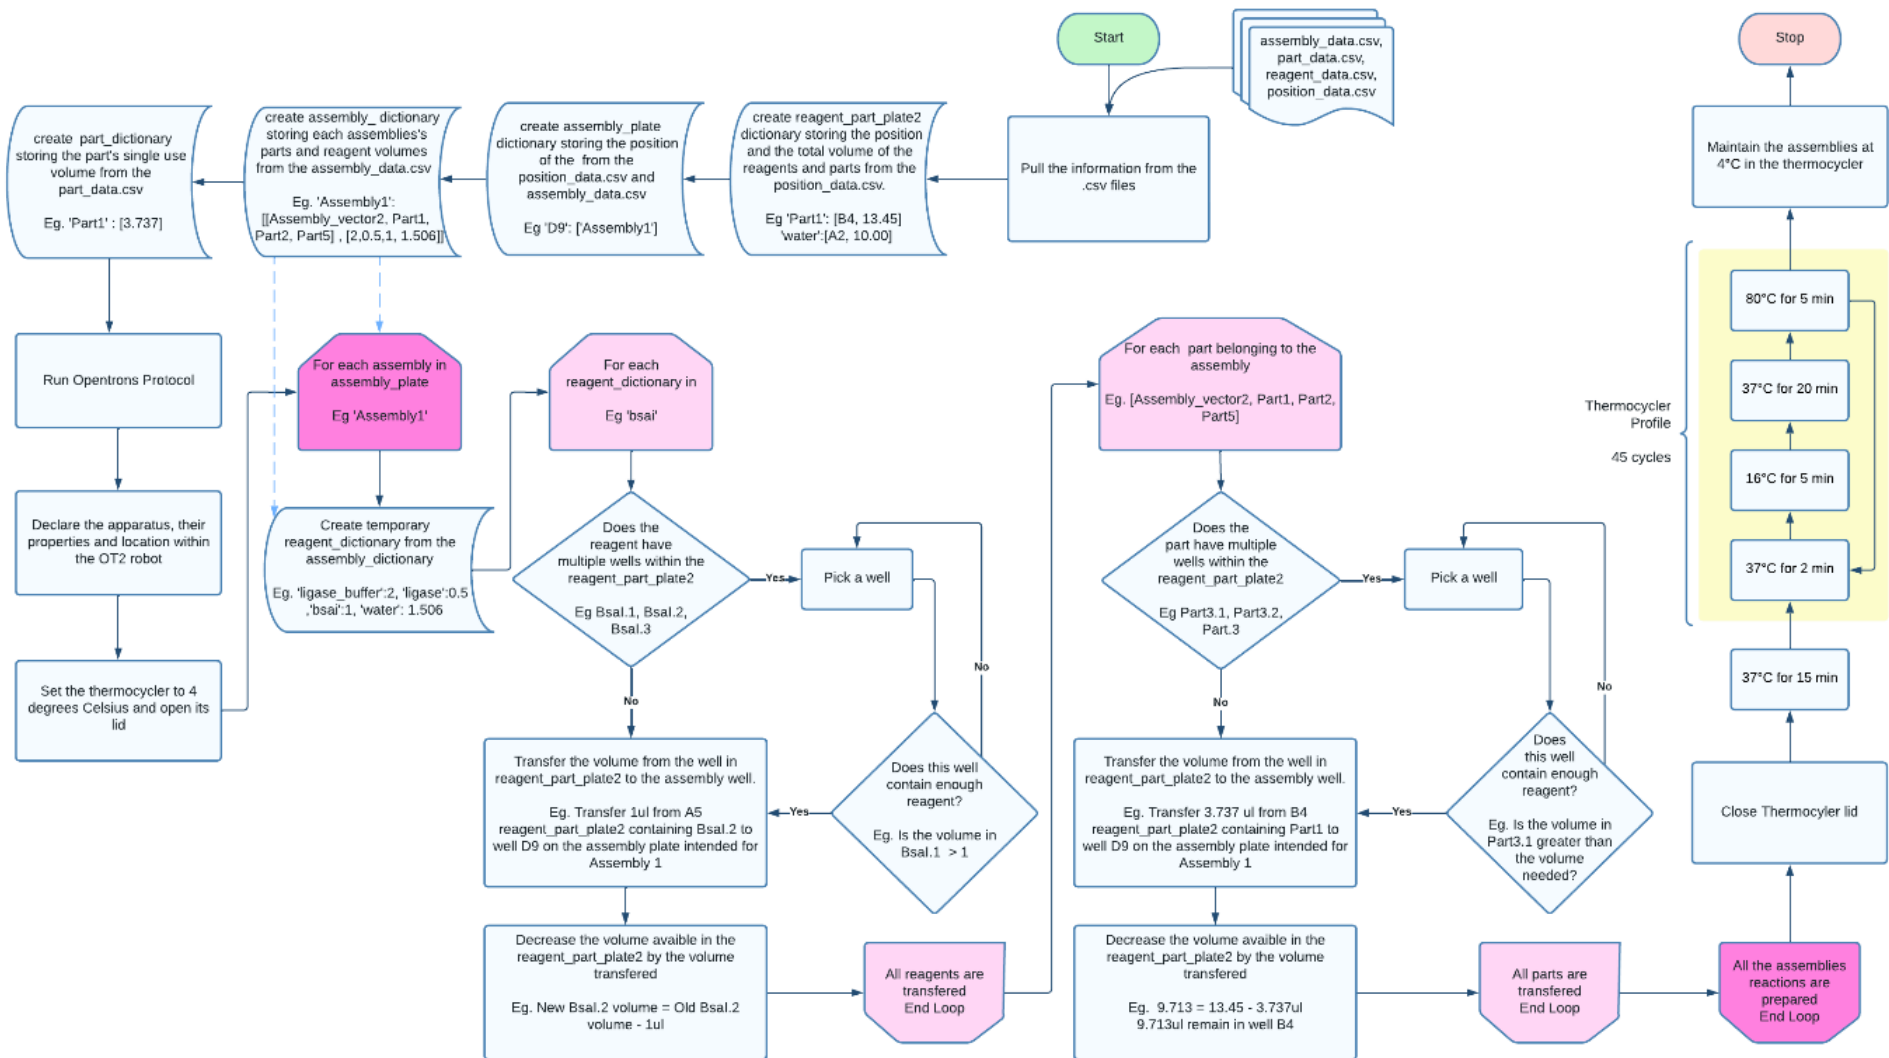 Start
assembly_data.csv,
part_data.csv,
reagent_data.csv,
position_data.csv
Pull the information from the
.csv files
create reagent_part_plate2
dictionary storing the position
and the total volume of the
reagents and parts from the
position_data.csv.
Eg 'Part1': [B4, 13.45]
'water':[A2, 10.00]
create assembly_plate
dictionary storing the position
of the  from the
position_data.csv and
assembly_data.csv
Eg 'D9': ['Assembly1']
create assembly_ dictionary
storing each assemblies's
parts and reagent volumes
from the assembly_data.csv
Eg. 'Assembly1':
[[Assembly_vector2, Part1,
Part2, Part5] , [2,0.5,1, 1.506]]
create  part_dictionary
storing the part's single use
volume from the
part_data.csv
Eg. 'Part1' : [3.737]
Run Opentrons Protocol
Declare the apparatus, their
properties and location within
the OT2 robot
Set the thermocycler to 4
degrees Celsius and open its
lid
For each assembly in
assembly_plate
Eg 'Assembly1'
Create temporary
reagent_dictionary from the
assembly_dictionary
Eg. 'ligase_buffer':2, 'ligase':0.5
,'bsai':1, 'water': 1.506
For each
reagent_dictionary in
Eg 'bsai'
Does the
reagent have
multiple wells within the
reagent_part_plate2
Eg BsaI.1, BsaI.2,
BsaI.3
Yes
Pick a well
No
Does this well
contain enough
reagent?
Eg. Is the volume in
BsaI.1  > 1
Yes
No
Transfer the volume from the well in
reagent_part_plate2 to the assembly well.
Eg. Transfer 1ul from A5
reagent_part_plate2 containing BsaI.2 to
well D9 on the assembly plate intended for
Assembly 1
Decrease the volume avaible in the
reagent_part_plate2 by the volume
transfered
Eg. New BsaI.2 volume = Old BsaI.2
volume - 1ul
All reagents are
transfered
End Loop
For each  part belonging to the
assembly
Eg. [Assembly_vector2, Part1, Part2,
Part5]
Does the
part have multiple
wells within the
reagent_part_plate2
Eg Part3.1, Part3.2,
Part.3
Yes
Pick a well
No
Does
this well
contain enough
reagent?
Eg. Is the volume in
Part3.1 greater than
the volume
needed?
Yes
No
Transfer the volume from the well in
reagent_part_plate2 to the assembly well.
Eg. Transfer 3.737 ul from B4
reagent_part_plate2 containing Part1 to
well D9 on the assembly plate intended for
Assembly 1
Decrease the volume avaible in the
reagent_part_plate2 by the volume
transfered
Eg.  9.713 = 13.45 - 3.737ul
9.713ul remain in well B4
All parts are
transfered
End Loop
All the assemblies
reactions are
prepared
End Loop
Close Thermocyler lid
37°C for 15 min
Thermocycler
Profile
45 cycles
37°C for 2 min
16°C for 5 min
37°C for 20 min
80°C for 5 min
Maintain the assemblies at
4°C in the thermocycler
Stop